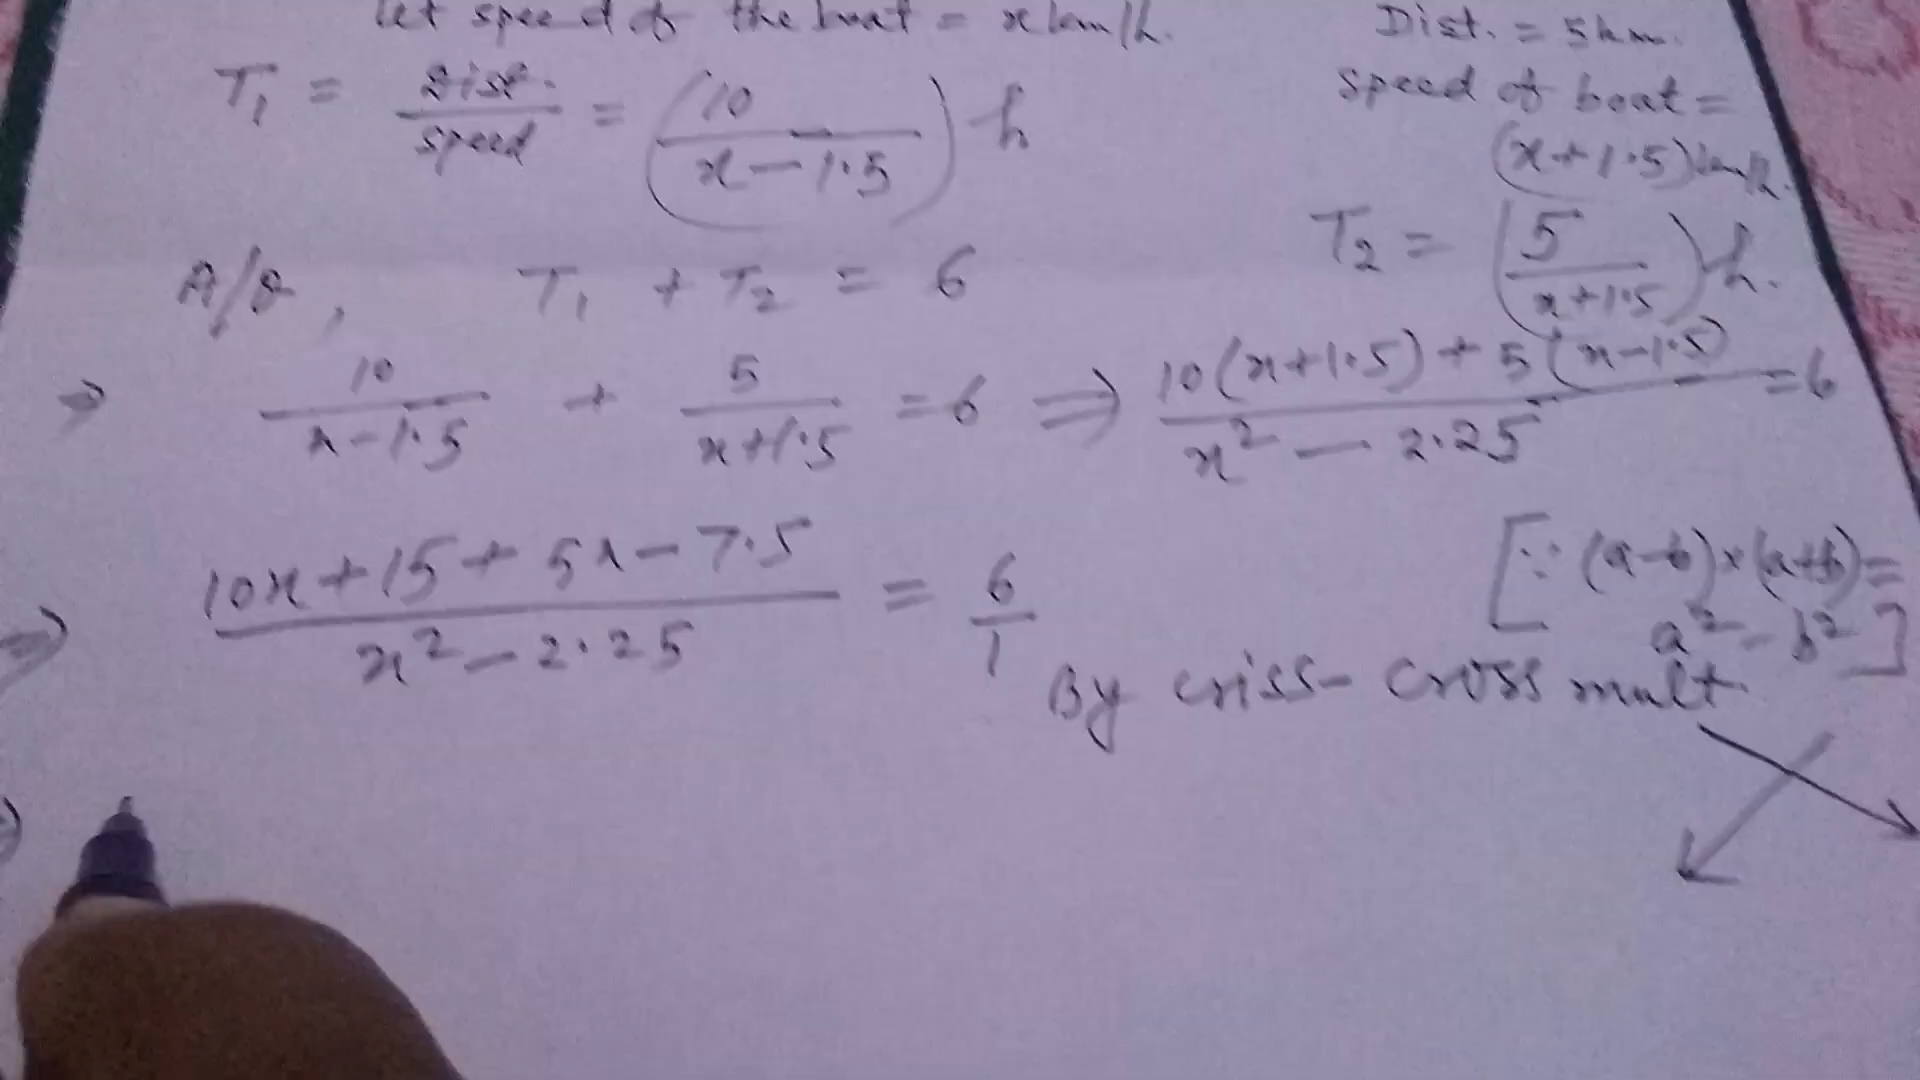 let speed of the boat = x km/h.
Dist. = 5 km.
speed of boat =
(x+1.5) km/h.
T₁ = Dist./speed = (10/(x-1.5)) h
T₂ = (5/(x+1.5)) h.
A/Q, T₁ + T₂ = 6
⇒ 10/(x-1.5) + 5/(x+1.5) = 6 ⇒ (10(x+1.5) + 5(x-1.5))/(x² - 2.25) = 6
[∵ (a-b)×(a+b) =
a² - b²]
⇒ (10x+15+5x-7.5)/(x²-2.25) = 6/1
By criss-cross mult.